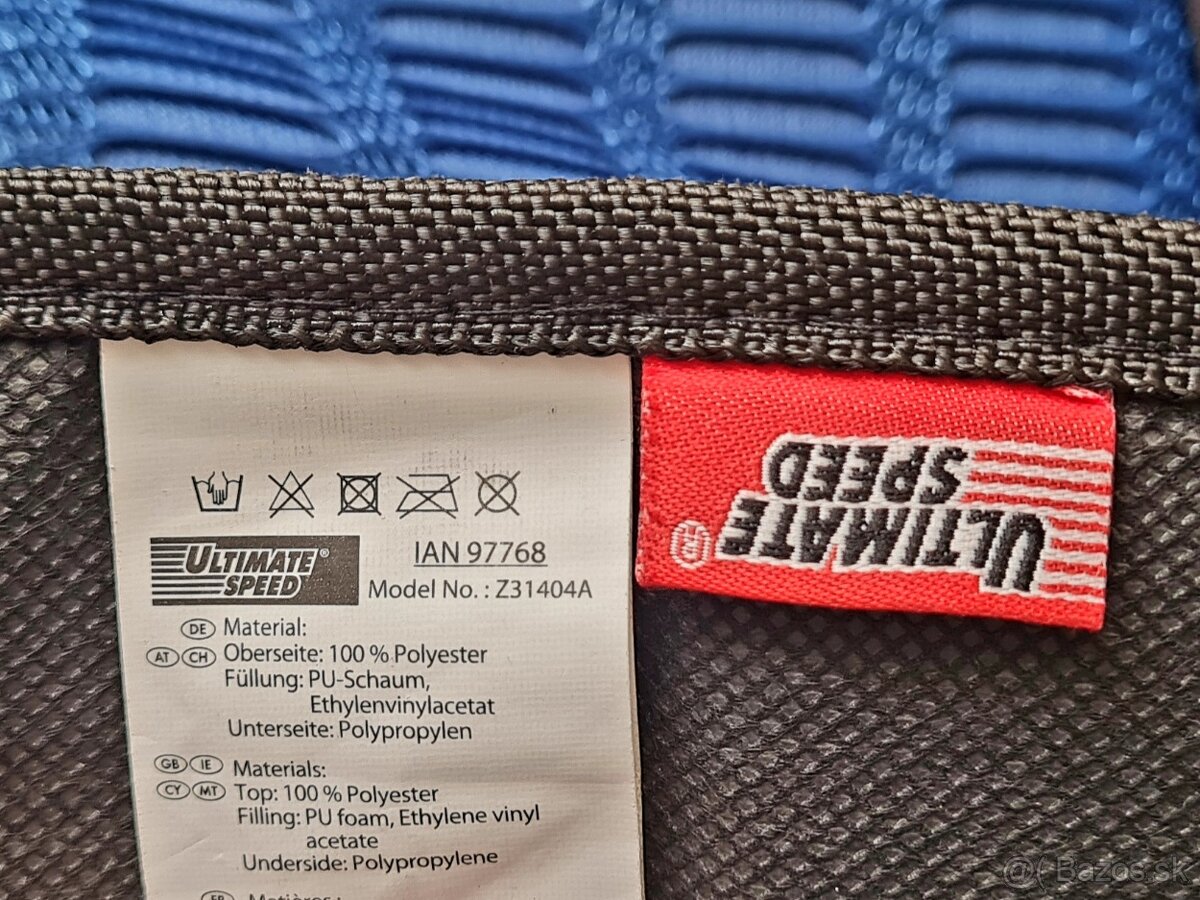 ULTIMATE®
SPEED
IAN 97768
Model No. : Z31404A
DE Material:
AT CH Oberseite: 100 % Polyester
Füllung: PU-Schaum,
Ethylenvinylacetat
Unterseite: Polypropylen
GB IE Materials:
CY MT Top: 100 % Polyester
Filling: PU foam, Ethylene vinyl
acetate
Underside: Polypropylene
FR Matières:
ULTIMATE®
SPEED
@ Bazos.sk